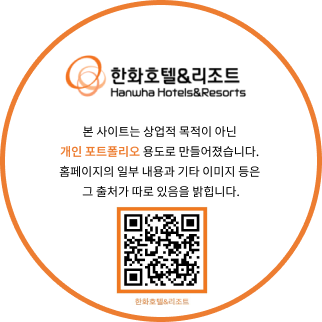 한화호텔&리조트
Hanwha Hotels&Resorts
본 사이트는 상업적 목적이 아닌
개인 포트폴리오 용도로 만들어졌습니다.
홈페이지의 일부 내용과 기타 이미지 등은
그 출처가 따로 있음을 밝힙니다.
한화호텔&리조트